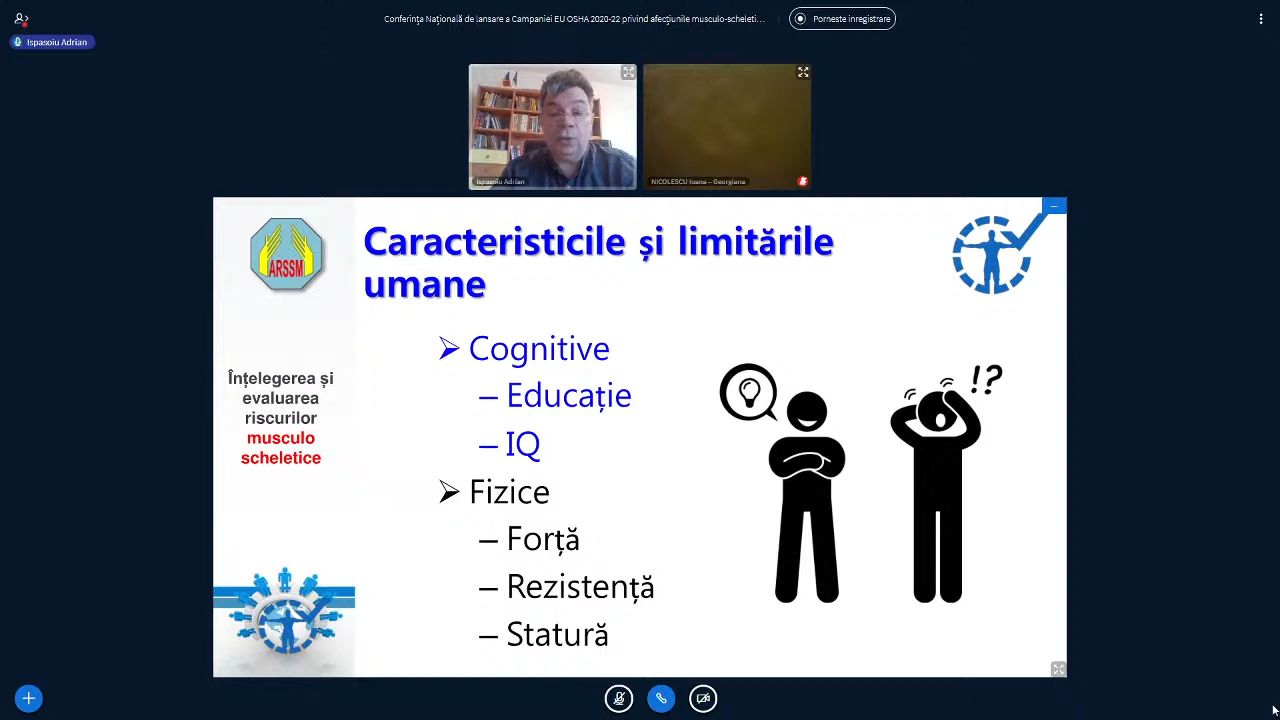 Conferința Națională de lansare a Campaniei EU OSHA 2020-22 privind afecțiunile musculo-scheleti...
Porneste inregistrare
Ispasoiu Adrian
Ispasoiu Adrian
NICOLESCU Ioana – Georgiana
ARSSM
Caracteristicile și limitările
umane
Înțelegerea și
evaluarea
riscurilor
musculo
scheletice
➢ Cognitive
– Educație
– IQ
➢ Fizice
– Forță
– Rezistență
– Statură
!?